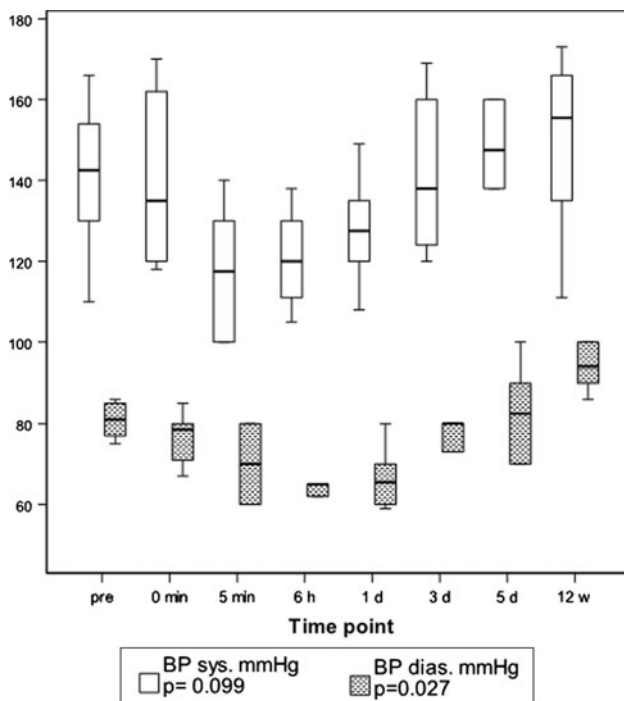 180
160
140
120
100
80
60
pre 0 min 5 min 6 h 1 d 3 d 5 d 12 w
Time point
BP sys. mmHg
p= 0.099
BP dias. mmHg
p=0.027